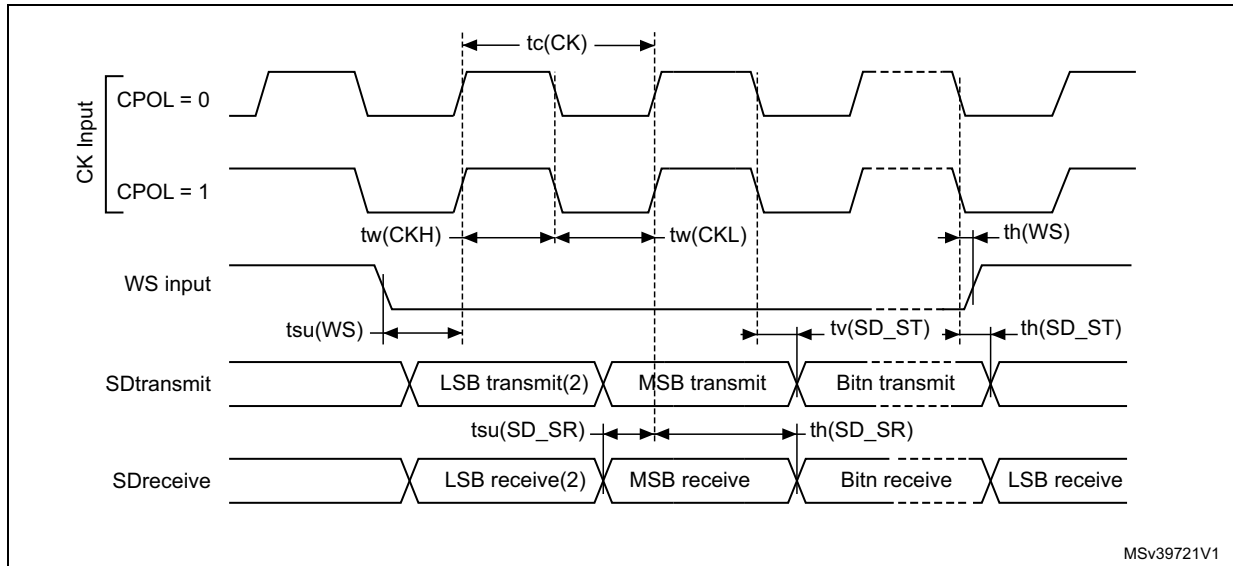 tc(CK)
CPOL = 0
CK Input
CPOL = 1
tw(CKH)
tw(CKL)
th(WS)
WS input
tsu(WS)
tv(SD_ST)
th(SD_ST)
SDtransmit
LSB transmit(2)
MSB transmit
Bitn transmit
tsu(SD_SR)
th(SD_SR)
SDreceive
LSB receive(2)
MSB receive
Bitn receive
LSB receive
MSv39721V1